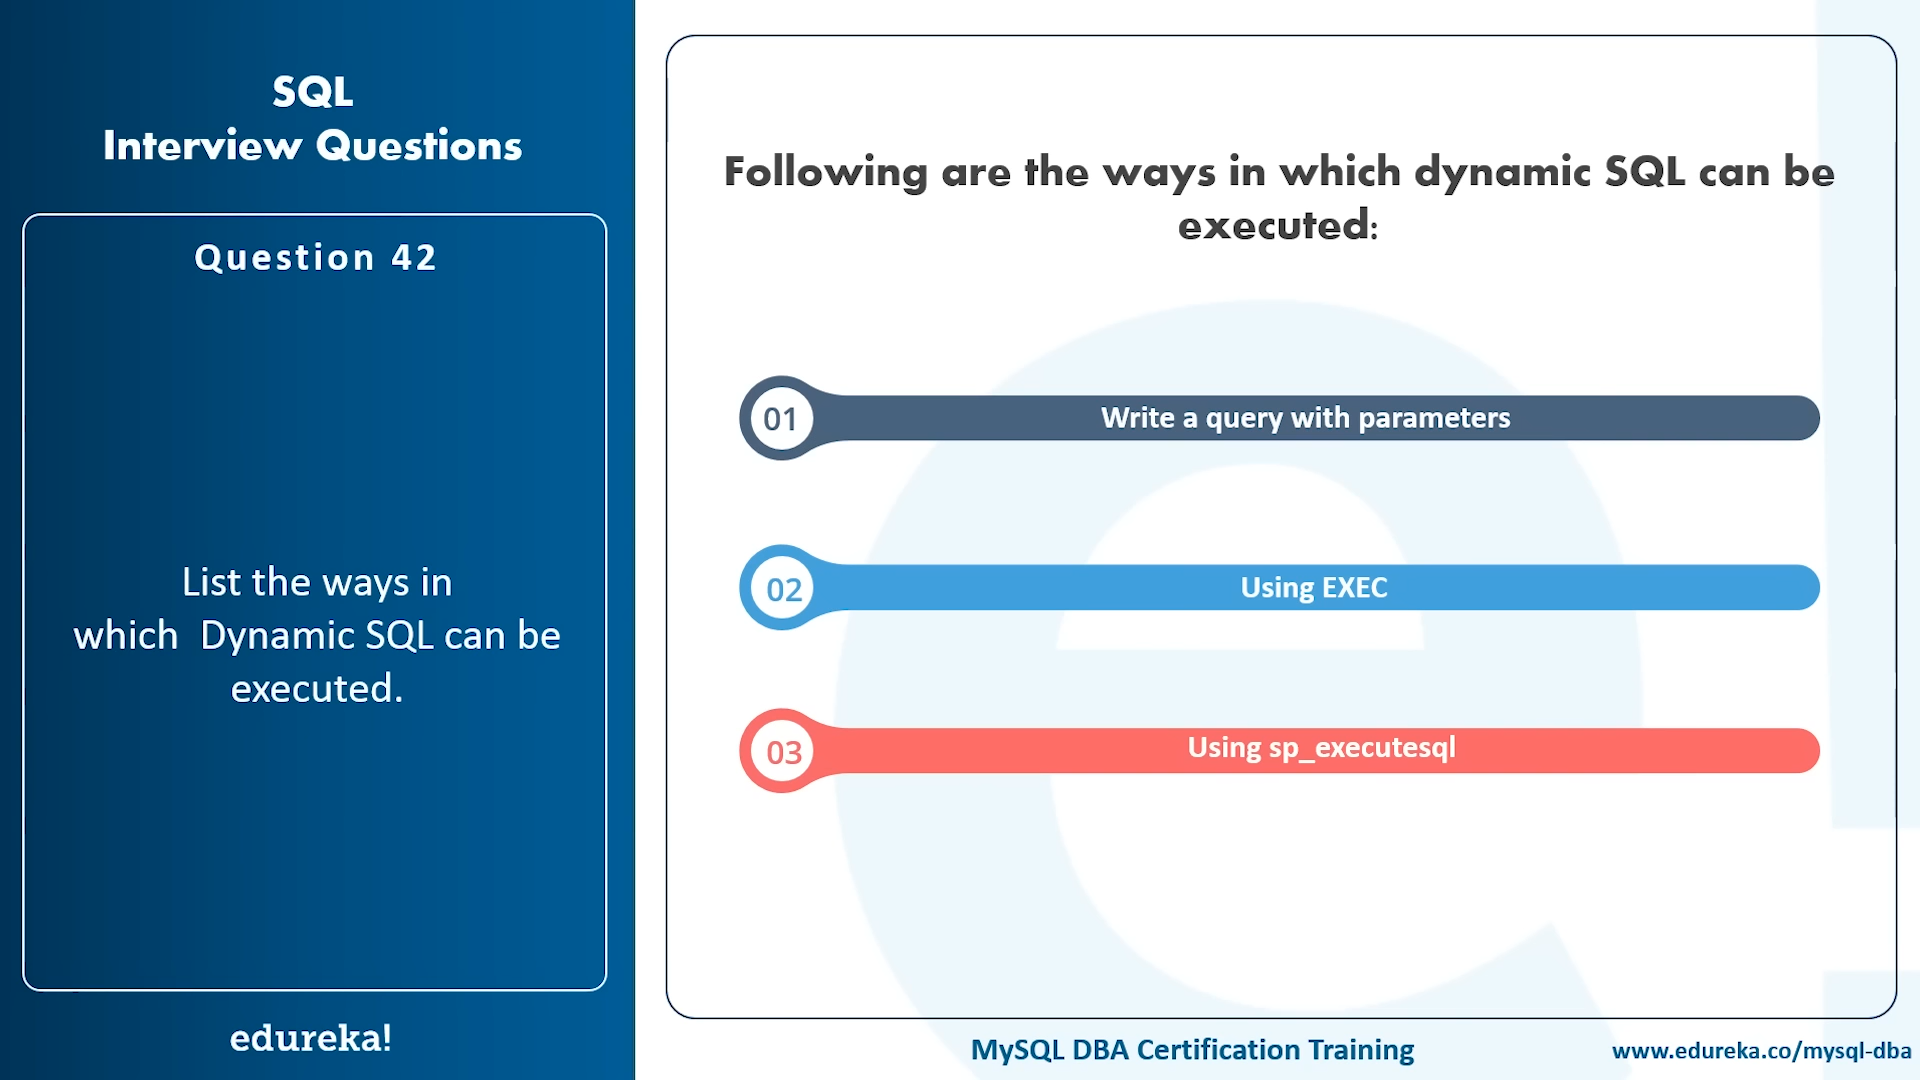 SQL
Interview Questions
Question 42
List the ways in
which  Dynamic SQL can be
executed.
edureka!
Following are the ways in which dynamic SQL can be
executed:
01
Write a query with parameters
02
Using EXEC
03
Using sp_executesql
MySQL DBA Certification Training
www.edureka.co/mysql-dba